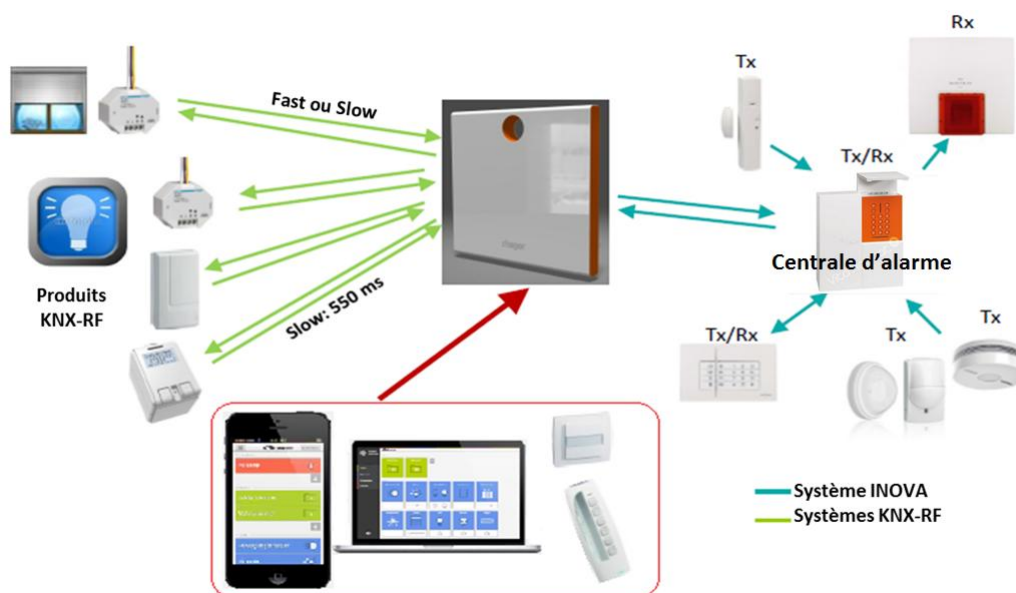 Fast ou Slow
Produits
KNX-RF
Slow: 550 ms
hager
Tx
Rx
Tx/Rx
Centrale d'alarme
Tx/Rx
Tx
Tx
Système INOVA
Systèmes KNX-RF